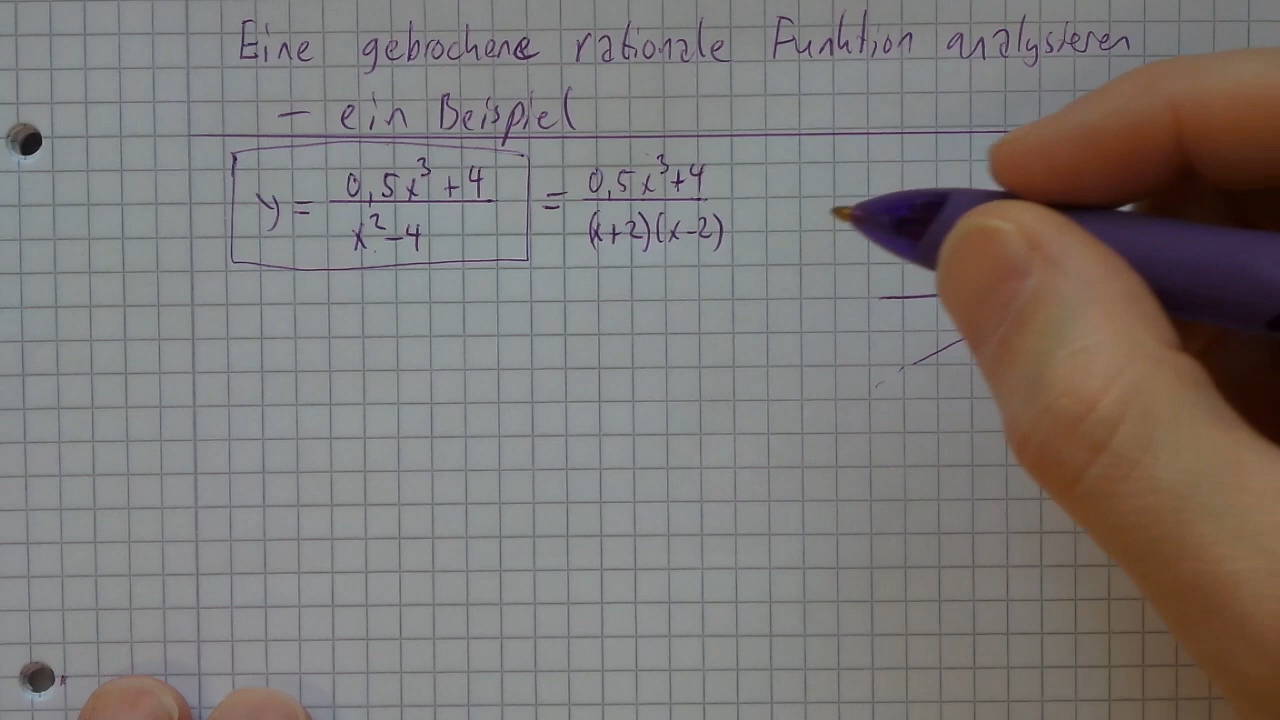 Eine gebrochene rationale Funktion analysieren
- ein Beispiel
y = (0,5x³+4)/(x²-4) = (0,5x³+4)/((x+2)(x-2))